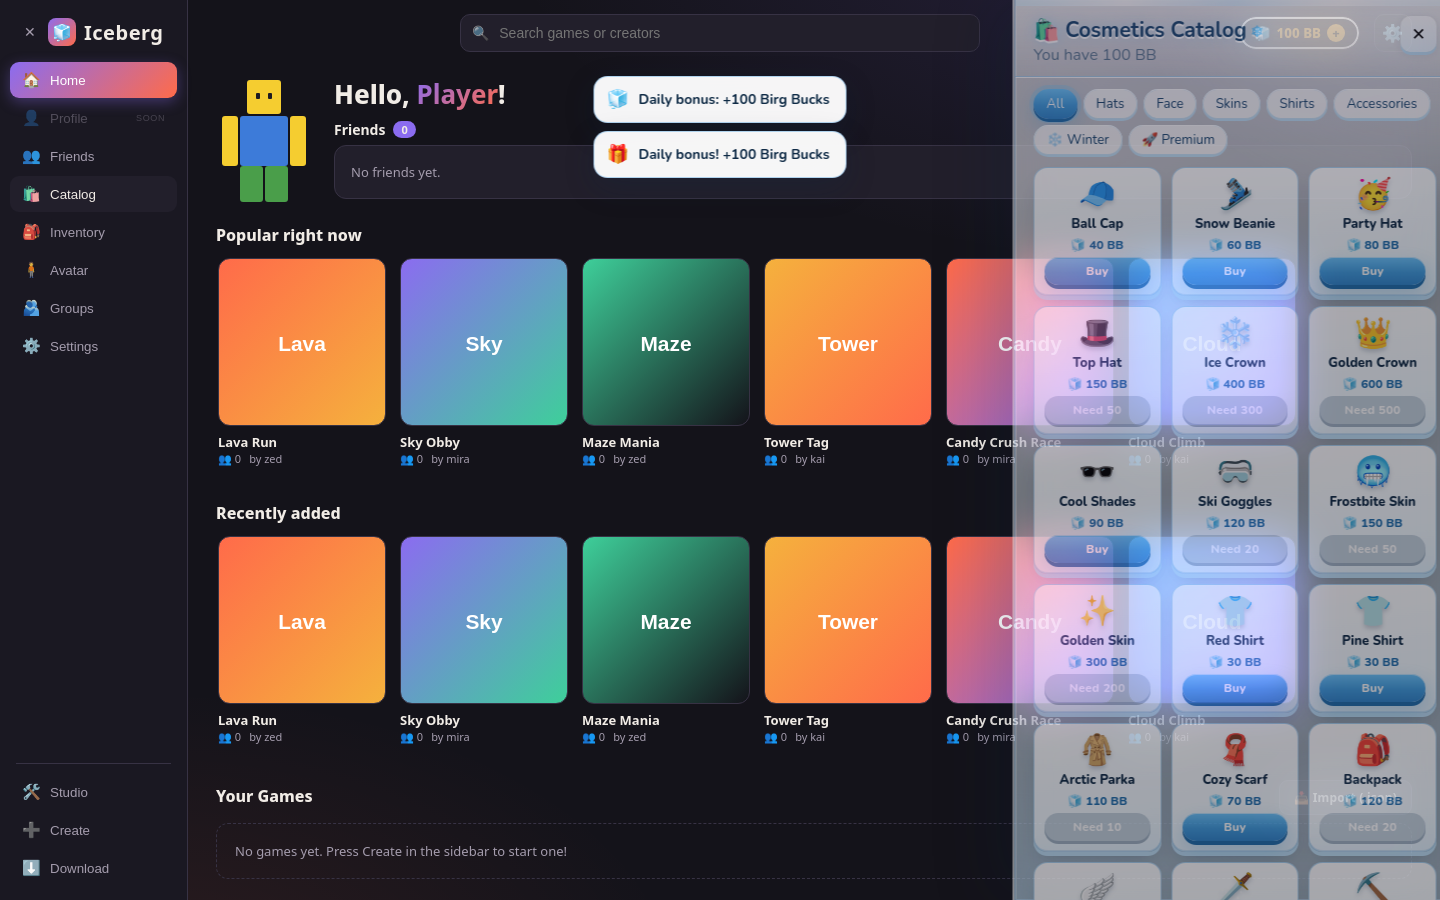 Iceberg
Home
Profile SOON
Friends
Catalog
Inventory
Avatar
Groups
Settings
Studio
Create
Download
Search games or creators
Hello, Player!
Friends 0
No friends yet.
Daily bonus: +100 Birg Bucks
Daily bonus! +100 Birg Bucks
Popular right now
Lava Sky Maze Tower Candy Cloud
Lava Run Sky Obby Maze Mania Tower Tag Candy Crush Race Cloud Climb
0 by zed 0 by mira 0 by zed 0 by kai 0 by mira 0 by kai
Recently added
Lava Sky Maze Tower Candy Cloud
Lava Run Sky Obby Maze Mania Tower Tag Candy Crush Race Cloud Climb
0 by zed 0 by mira 0 by zed 0 by kai 0 by mira 0 by kai
Your Games
No games yet. Press Create in the sidebar to start one!
Cosmetics Catalog
100 BB +
You have 100 BB
All Hats Face Skins Shirts Accessories
Winter Premium
Ball Cap Snow Beanie Party Hat
40 BB 60 BB 80 BB
Buy Buy Buy
Top Hat Ice Crown Golden Crown
150 BB 400 BB 600 BB
Need 50 Need 300 Need 500
Cool Shades Ski Goggles Frostbite Skin
90 BB 120 BB 150 BB
Buy Need 20 Need 50
Golden Skin Red Shirt Pine Shirt
300 BB 30 BB 30 BB
Need 200 Buy Buy
Arctic Parka Cozy Scarf Backpack
110 BB 70 BB 120 BB
Need 10 Buy Need 20